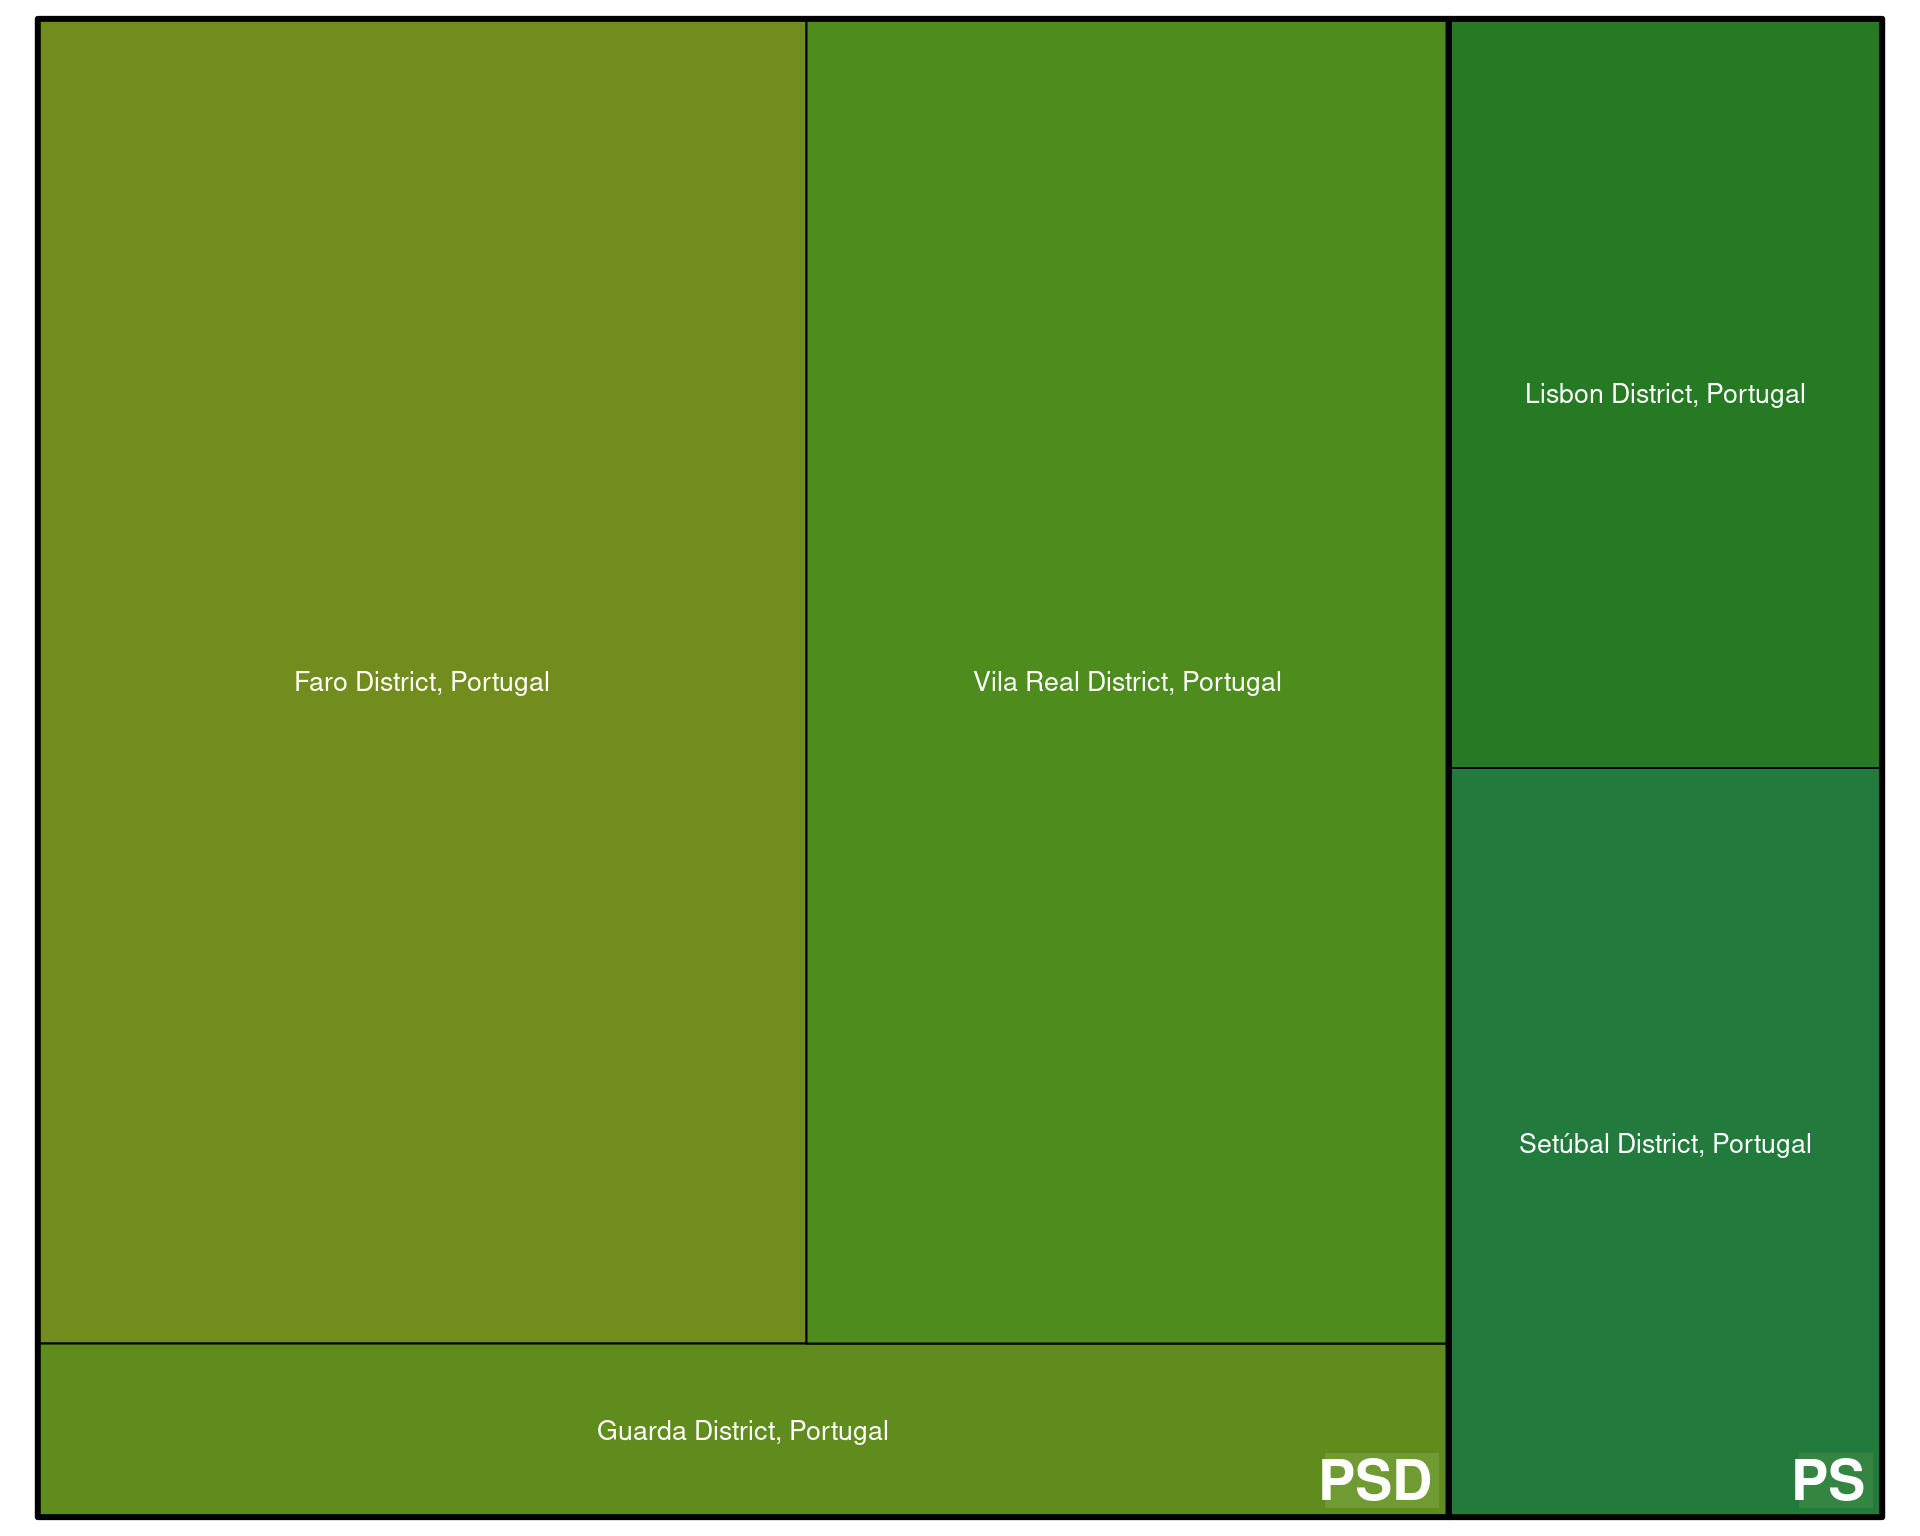 Faro District, Portugal
Vila Real District, Portugal
Lisbon District, Portugal
Setúbal District, Portugal
Guarda District, Portugal
PSD
PS